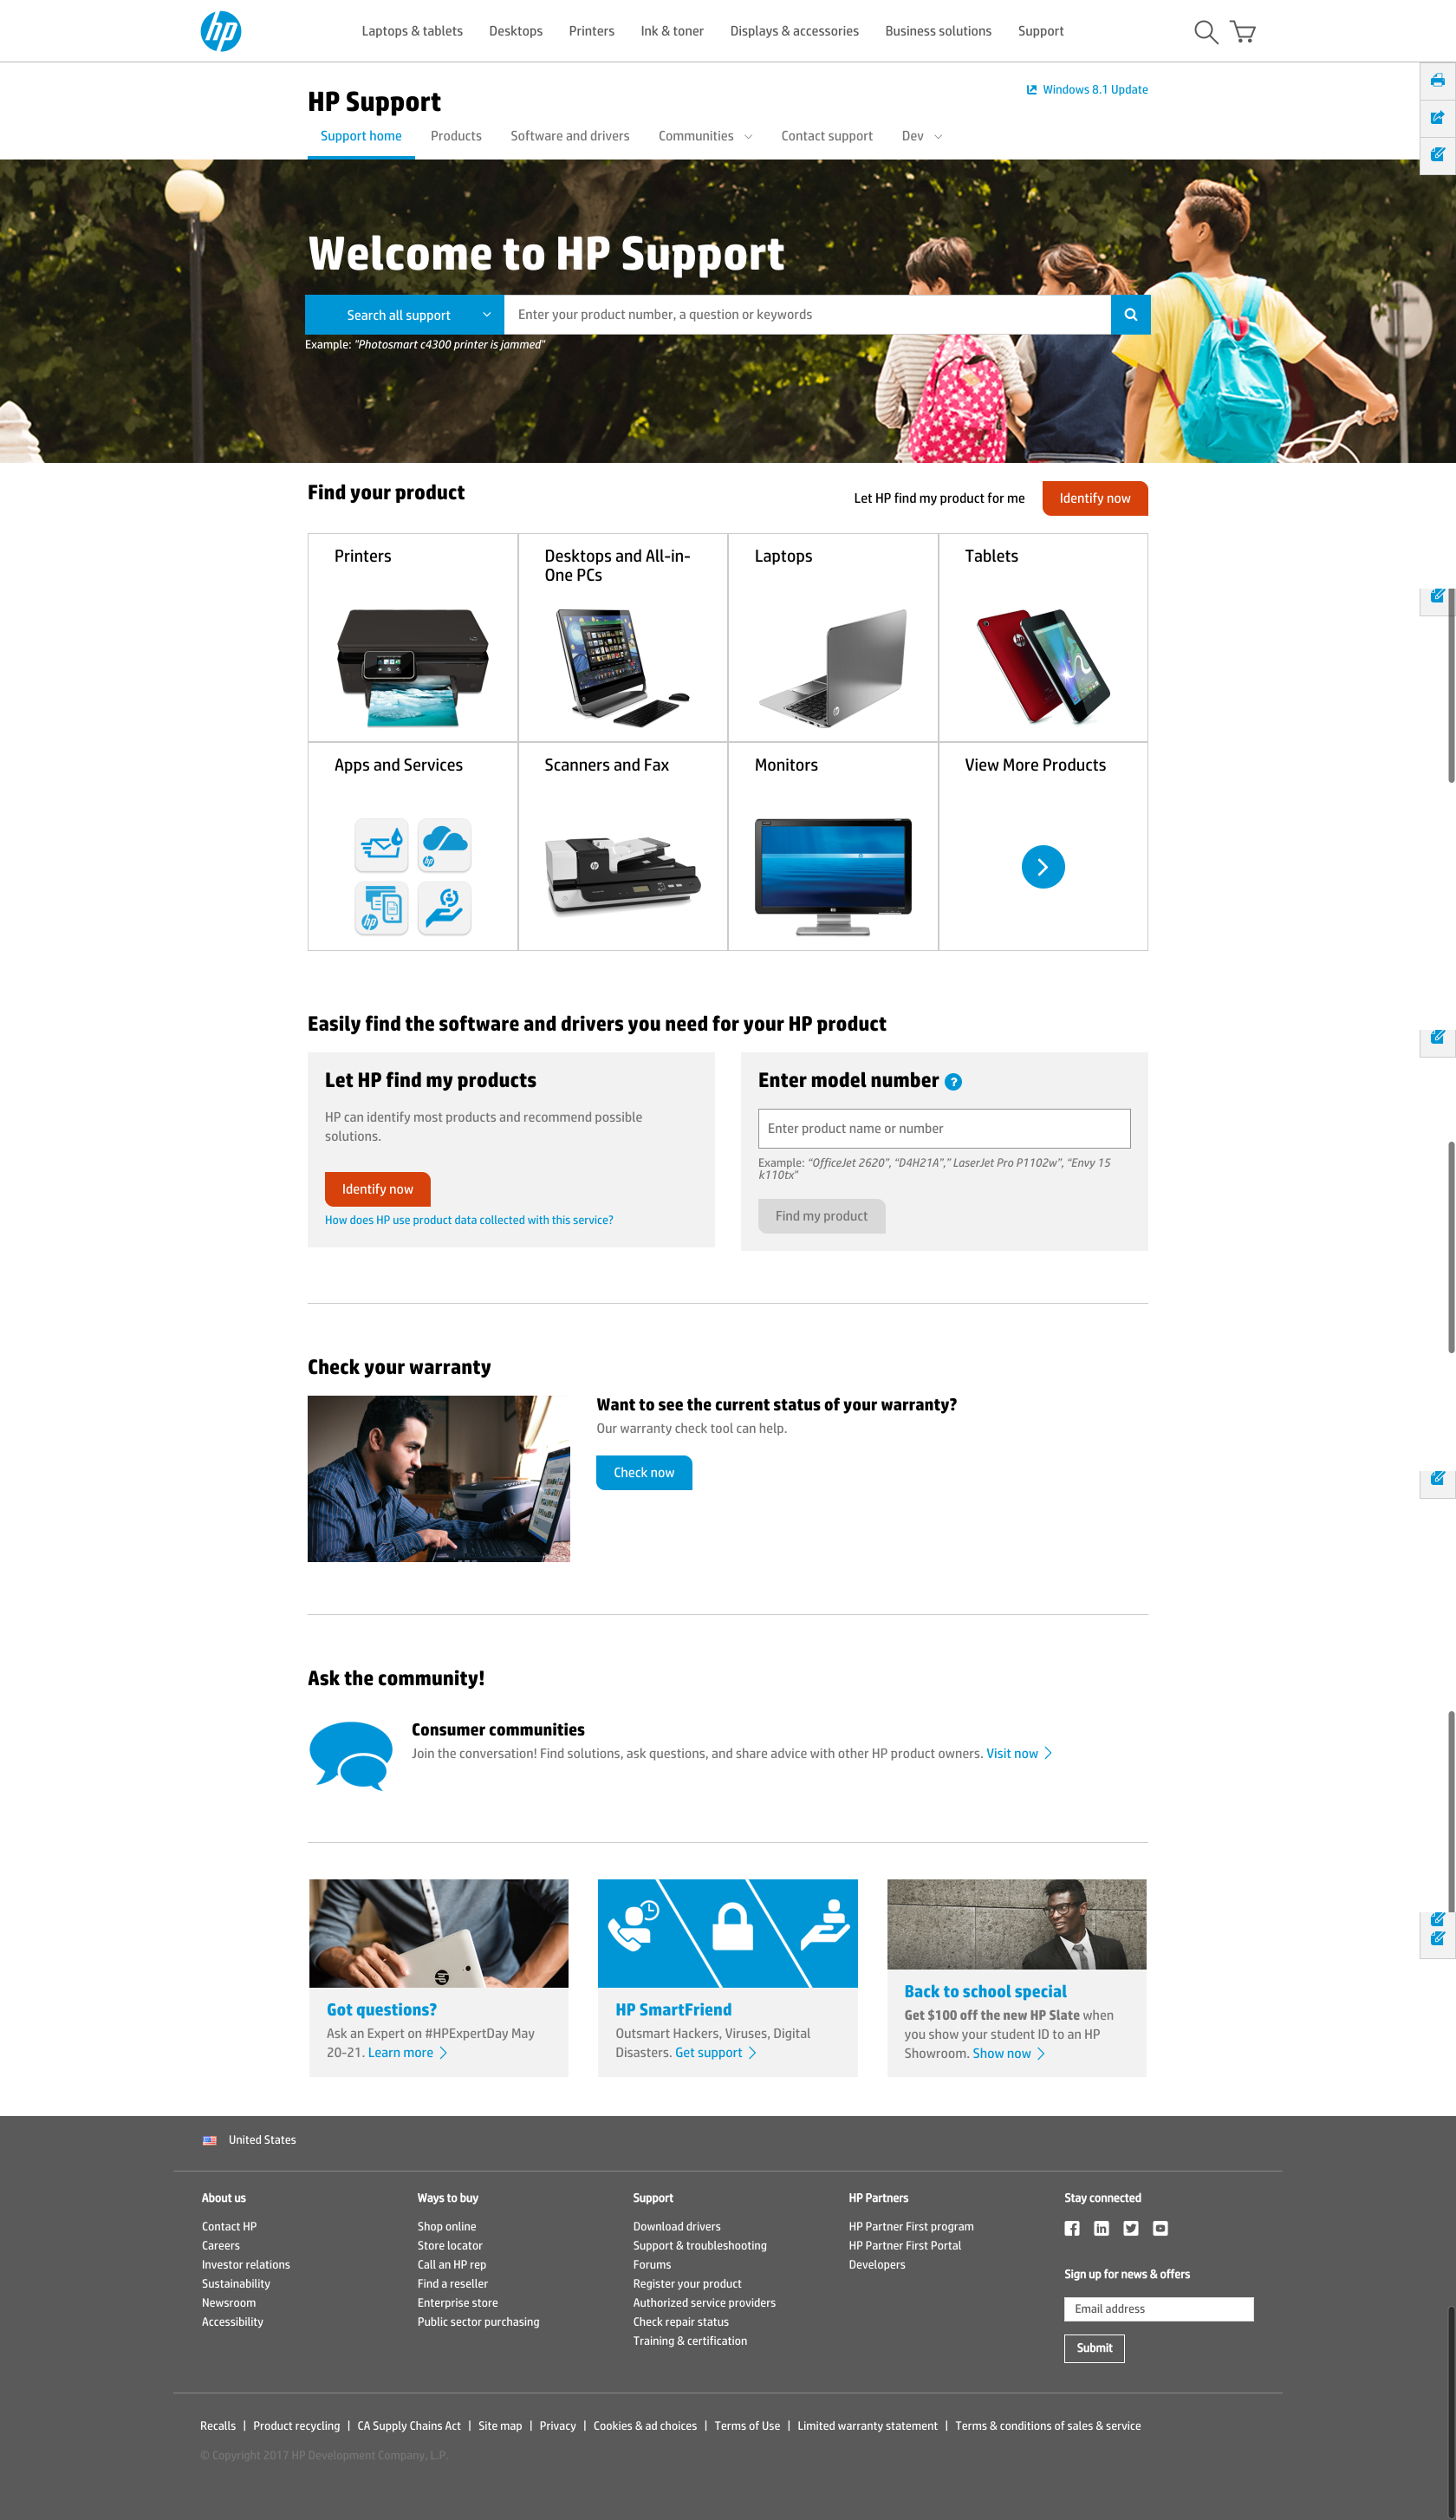 hp
Laptops & tablets
Desktops
Printers
Ink & toner
Displays & accessories
Business solutions
Support
HP Support
Windows 8.1 Update
Support home
Products
Software and drivers
Communities
Contact support
Dev
Welcome to HP Support
Search all support
Enter your product number, a question or keywords
Example: "Photosmart c4300 printer is jammed"
Find your product
Let HP find my product for me
Identify now
Printers
Desktops and All-in-
One PCs
Laptops
Tablets
Apps and Services
Scanners and Fax
Monitors
View More Products
Easily find the software and drivers you need for your HP product
Let HP find my products
HP can identify most products and recommend possible
solutions.
Identify now
How does HP use product data collected with this service?
Enter model number ?
Enter product name or number
Example: “OfficeJet 2620”, “D4H21A”,” LaserJet Pro P1102w”, “Envy 15
k110tx”
Find my product
Check your warranty
Want to see the current status of your warranty?
Our warranty check tool can help.
Check now
Ask the community!
Consumer communities
Join the conversation! Find solutions, ask questions, and share advice with other HP product owners. Visit now
Got questions?
Ask an Expert on #HPExpertDay May
20-21. Learn more
HP SmartFriend
Outsmart Hackers, Viruses, Digital
Disasters. Get support
Back to school special
Get $100 off the new HP Slate when
you show your student ID to an HP
Showroom. Show now
United States
About us
Contact HP
Careers
Investor relations
Sustainability
Newsroom
Accessibility
Ways to buy
Shop online
Store locator
Call an HP rep
Find a reseller
Enterprise store
Public sector purchasing
Support
Download drivers
Support & troubleshooting
Forums
Register your product
Authorized service providers
Check repair status
Training & certification
HP Partners
HP Partner First program
HP Partner First Portal
Developers
Stay connected
Sign up for news & offers
Email address
Submit
Recalls | Product recycling | CA Supply Chains Act | Site map | Privacy | Cookies & ad choices | Terms of Use | Limited warranty statement | Terms & conditions of sales & service
© Copyright 2017 HP Development Company, L.P.